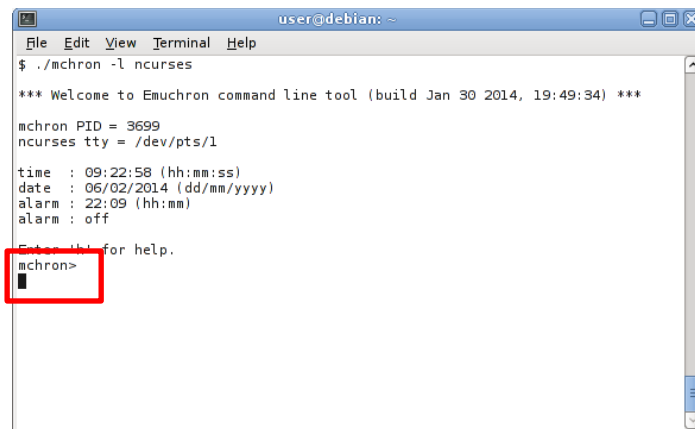 user@debian: ~
File Edit View Terminal Help
$ ./mchron -l ncurses
*** Welcome to Emuchron command line tool (build Jan 30 2014, 19:49:34) ***
mchron PID = 3699
ncurses tty = /dev/pts/1
time : 09:22:58 (hh:mm:ss)
date : 06/02/2014 (dd/mm/yyyy)
alarm : 22:09 (hh:mm)
alarm : off
Enter 'h' for help.
mchron>